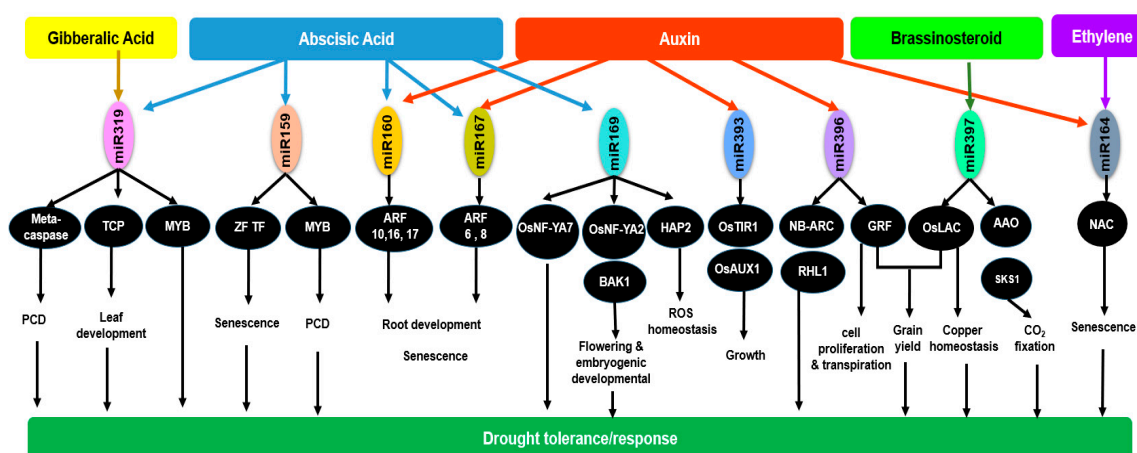 Gibberalic Acid
Abscisic Acid
Auxin
Brassinosteroid
Ethylene
miR319
miR159
miR160
miR167
miR169
miR393
miR396
miR397
miR164
Meta-
caspase
TCP
MYB
ZF TF
MYB
ARF
10,16, 17
ARF
6 , 8
OsNF-YA7
OsNF-YA2
HAP2
OsTIR1
NB-ARC
GRF
OsLAC
AAO
NAC
BAK1
OsAUX1
RHL1
SKS1
PCD
Leaf
development
Senescence
PCD
Root development
Senescence
Flowering &
embryogenic
developmental
ROS
homeostasis
Growth
cell
proliferation
& transpiration
Grain
yield
Copper
homeostasis
CO2
fixation
Senescence
Drought tolerance/response